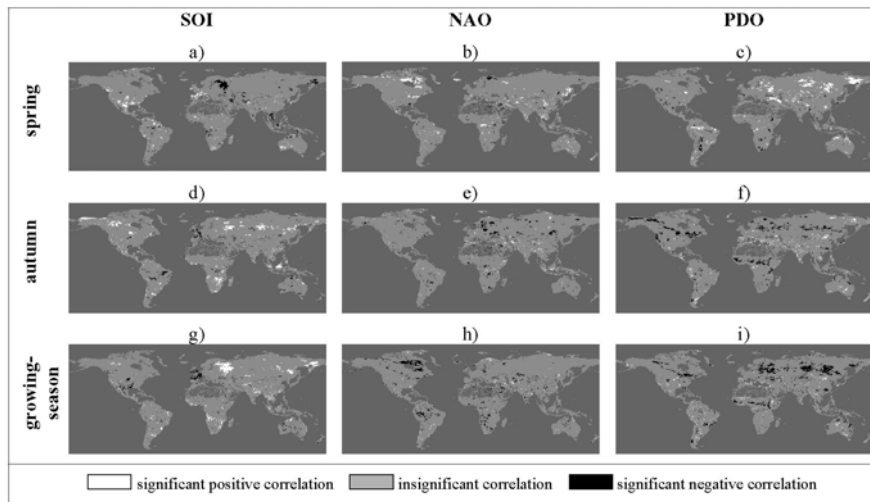 SOI NAO PDO
a) b) c)
spring
d) e) f)
autumn
g) h) i)
growing-
season
significant positive correlation insignificant correlation significant negative correlation